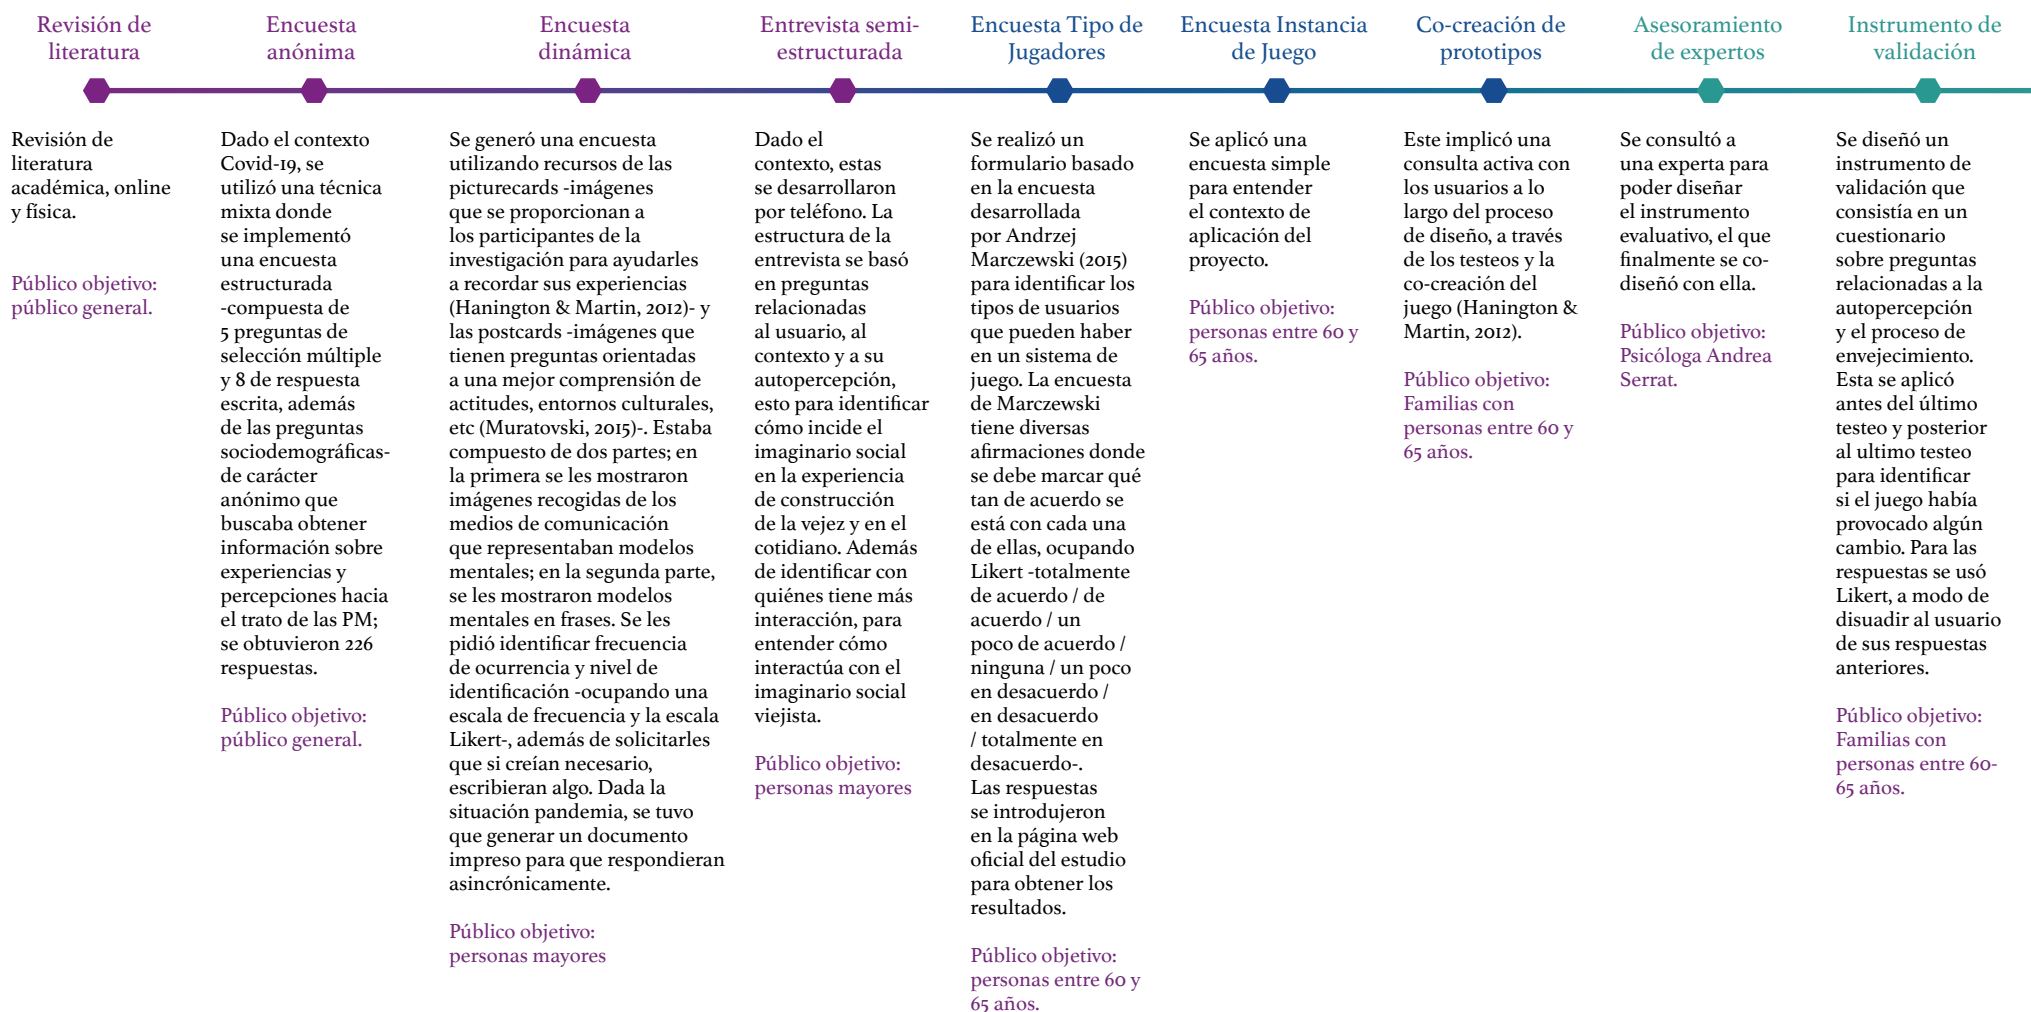 Revisión de
literatura
Encuesta
anónima
Encuesta
dinámica
Entrevista semi-
estructurada
Encuesta Tipo de
Jugadores
Encuesta Instancia
de Juego
Co-creación de
prototipos
Asesoramiento
de expertos
Instrumento de
validación
Revisión de
literatura
académica, online
y física.
Público objetivo:
público general.
Dado el contexto
Covid-19, se
utilizó una técnica
mixta donde
se implementó
una encuesta
estructurada
-compuesta de
5 preguntas de
selección múltiple
y 8 de respuesta
escrita, además
de las preguntas
sociodemográficas-
de carácter
anónimo que
buscaba obtener
información sobre
experiencias y
percepciones hacia
el trato de las PM;
se obtuvieron 226
respuestas.
Público objetivo:
público general.
Se generó una encuesta
utilizando recursos de las
picturecards -imágenes
que se proporcionan a
los participantes de la
investigación para ayudarles
a recordar sus experiencias
(Hanington & Martin, 2012)- y
las postcards -imágenes que
tienen preguntas orientadas
a una mejor comprensión de
actitudes, entornos culturales,
etc (Muratovski, 2015)-. Estaba
compuesto de dos partes; en
la primera se les mostraron
imágenes recogidas de los
medios de comunicación
que representaban modelos
mentales; en la segunda parte,
se les mostraron modelos
mentales en frases. Se les
pidió identificar frecuencia
de ocurrencia y nivel de
identificación -ocupando una
escala de frecuencia y la escala
Likert-, además de solicitarles
que si creían necesario,
escribieran algo. Dada la
situación pandemia, se tuvo
que generar un documento
impreso para que respondieran
asincrónicamente.
Público objetivo:
personas mayores
Dado el
contexto, estas
se desarrollaron
por teléfono. La
estructura de la
entrevista se basó
en preguntas
relacionadas
al usuario, al
contexto y a su
autopercepción,
esto para identificar
cómo incide el
imaginario social
en la experiencia
de construcción
de la vejez y en el
cotidiano. Además
de identificar con
quiénes tiene más
interacción, para
entender cómo
interactúa con el
imaginario social
viejista.
Público objetivo:
personas mayores
Se realizó un
formulario basado
en la encuesta
desarrollada
por Andrzej
Marczewski (2015)
para identificar los
tipos de usuarios
que pueden haber
en un sistema de
juego. La encuesta
de Marczewski
tiene diversas
afirmaciones donde
se debe marcar qué
tan de acuerdo se
está con cada una
de ellas, ocupando
Likert -totalmente
de acuerdo / de
acuerdo / un
poco de acuerdo /
ninguna / un poco
en desacuerdo /
en desacuerdo
/ totalmente en
desacuerdo-.
Las respuestas
se introdujeron
en la página web
oficial del estudio
para obtener los
resultados.
Público objetivo:
personas entre 60 y
65 años.
Se aplicó una
encuesta simple
para entender
el contexto de
aplicación del
proyecto.
Público objetivo:
personas entre 60 y
65 años.
Este implicó una
consulta activa con
los usuarios a lo
largo del proceso
de diseño, a través
de los testeos y la
co-creación del
juego (Hanington &
Martin, 2012).
Público objetivo:
Familias con
personas entre 60 y
65 años.
Se consultó a
una experta para
poder diseñar
el instrumento
evaluativo, el que
finalmente se co-
diseñó con ella.
Público objetivo:
Psicóloga Andrea
Serrat.
Se diseñó un
instrumento de
validación que
consistía en un
cuestionario
sobre preguntas
relacionadas a la
autopercepción
y el proceso de
envejecimiento.
Esta se aplicó
antes del último
testeo y posterior
al ultimo testeo
para identificar
si el juego había
provocado algún
cambio. Para las
respuestas se usó
Likert, a modo de
disuadir al usuario
de sus respuestas
anteriores.
Público objetivo:
Familias con
personas entre 60-
65 años.